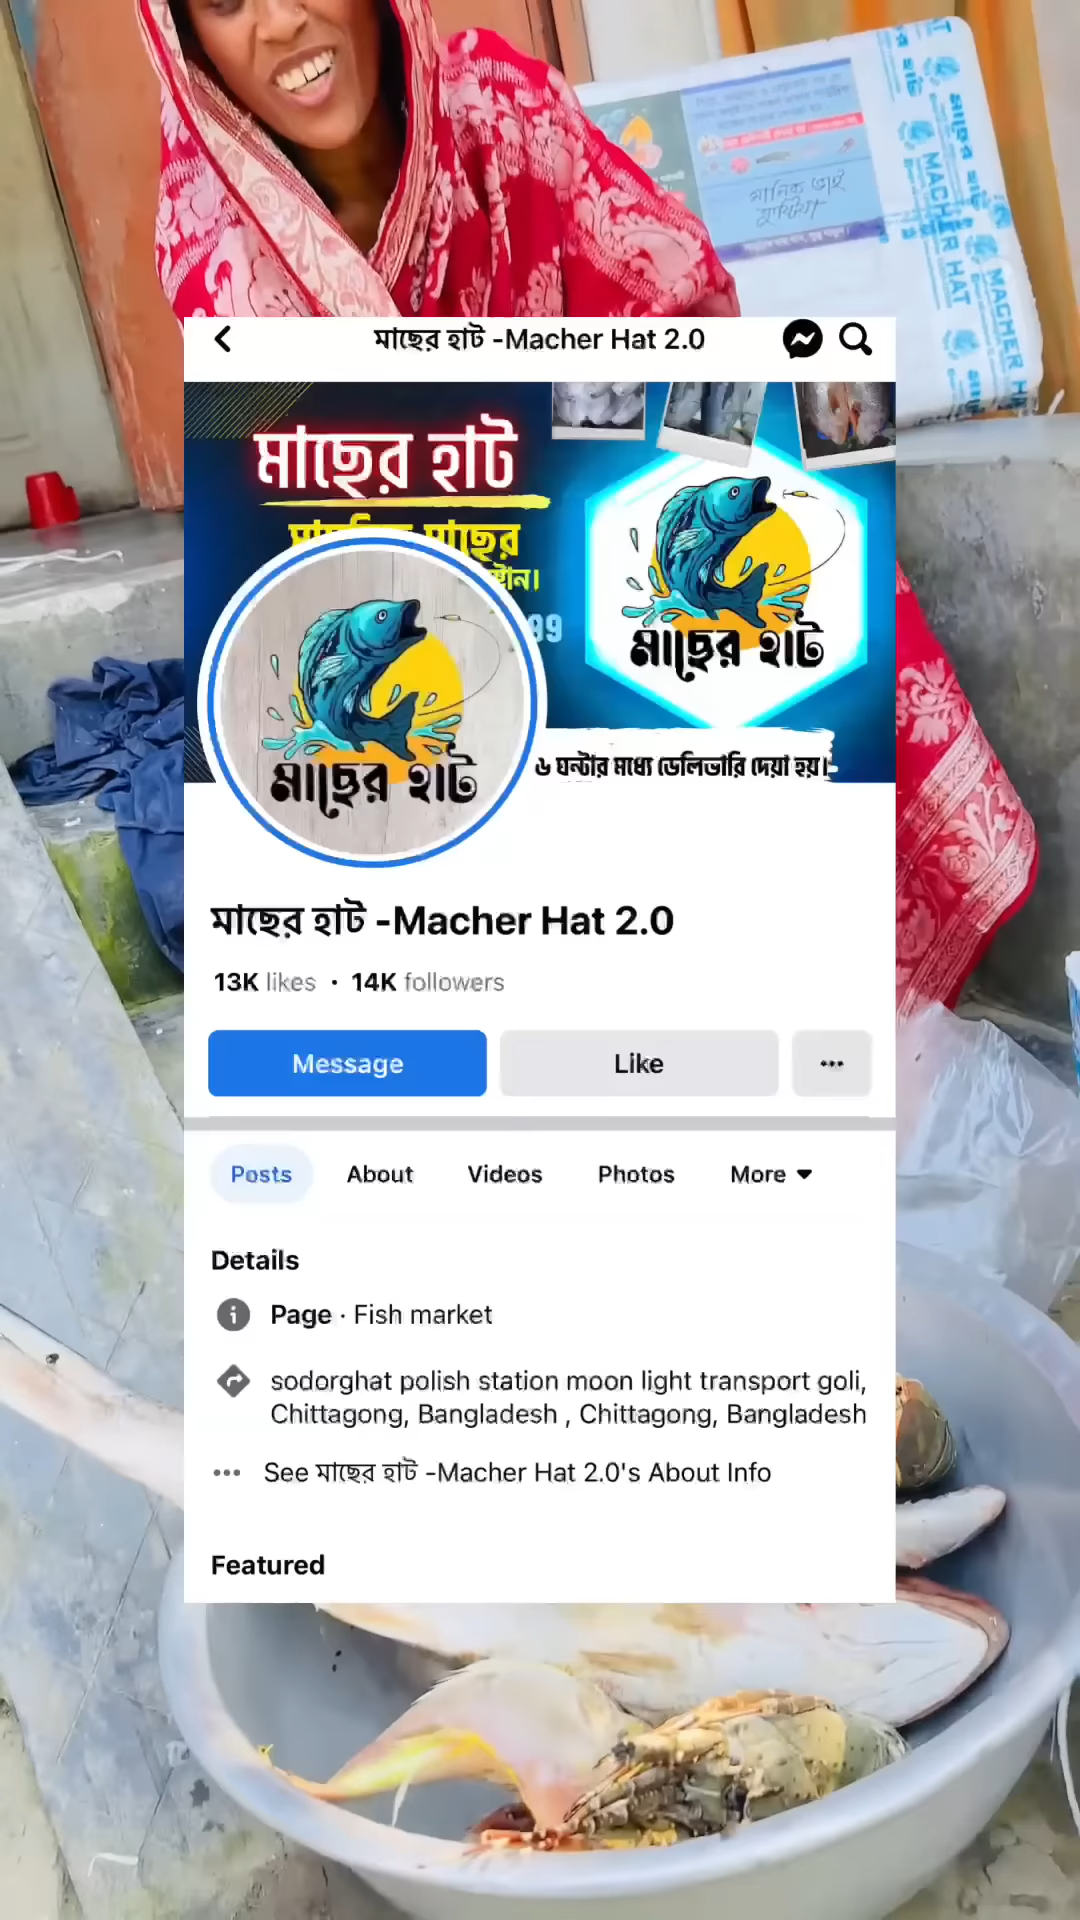 মাছের হাট
MACHER HAT
MACHER HAT
মানিক ভাই
মাছের হাট -Macher Hat 2.0
মাছের হাট
মাছের
মাছের হাট
৬ ঘন্টার মধ্যে ডেলিভারি দেয়া হয়।
মাছের হাট
মাছের হাট -Macher Hat 2.0
13K likes · 14K followers
Message
Like
Posts
About
Videos
Photos
More
Details
Page · Fish market
sodorghat polish station moon light transport goli,
Chittagong, Bangladesh , Chittagong, Bangladesh
See মাছের হাট -Macher Hat 2.0's About Info
Featured